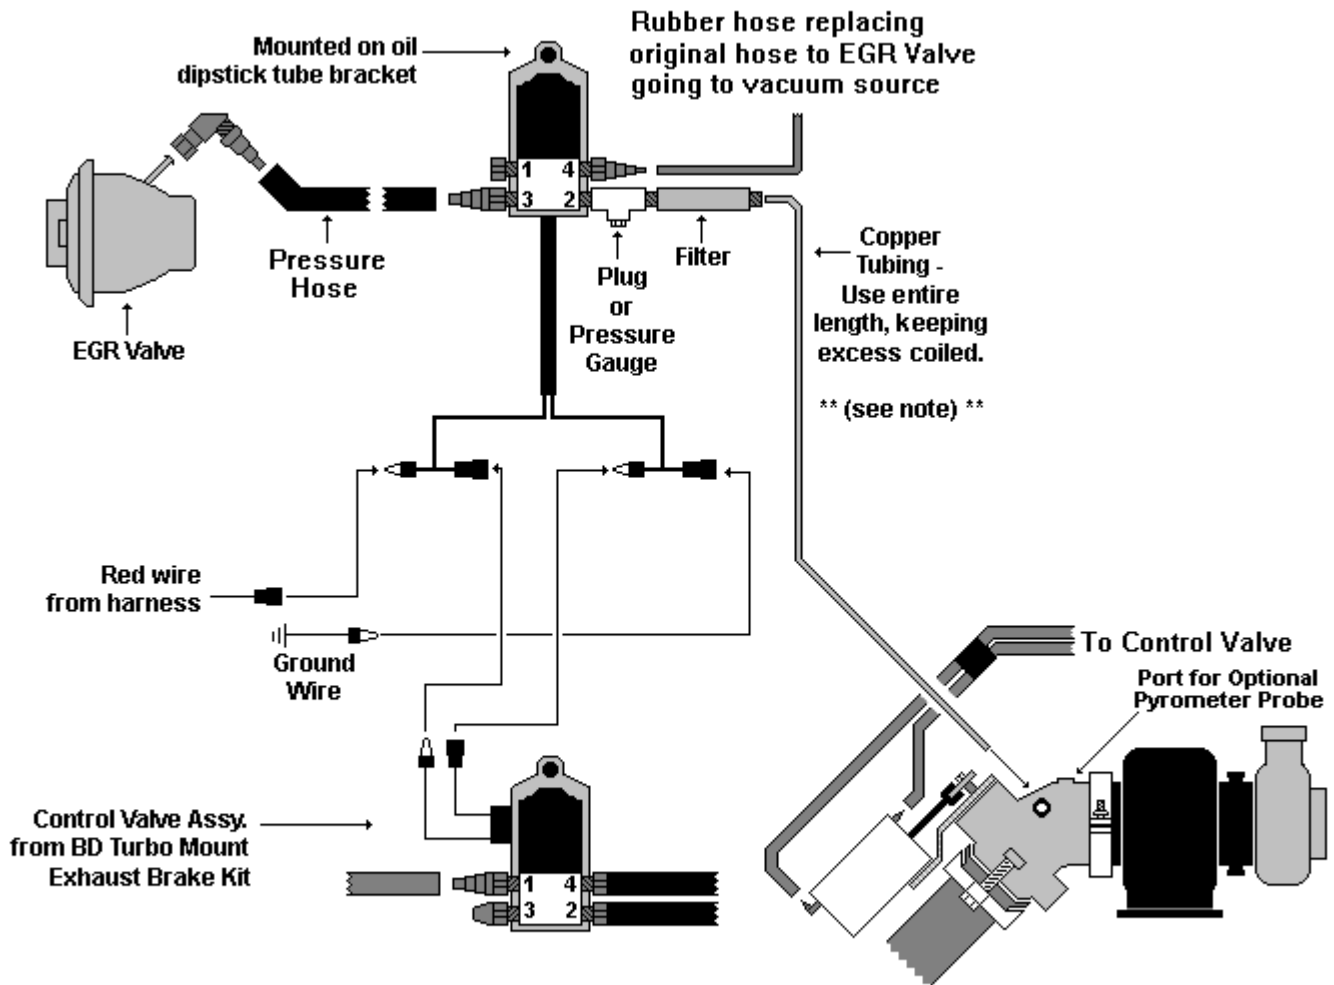 Mounted on oil
dipstick tube bracket
Rubber hose replacing
original hose to EGR Valve
going to vacuum source
1 4
3 2
Pressure
Hose
EGR Valve
Plug
or
Pressure
Gauge
Filter
Copper
Tubing -
Use entire
length, keeping
excess coiled.
** (see note) **
Red wire
from harness
Ground
Wire
To Control Valve
Port for Optional
Pyrometer Probe
Control Valve Assy.
from BD Turbo Mount
Exhaust Brake Kit
1 4
3 2